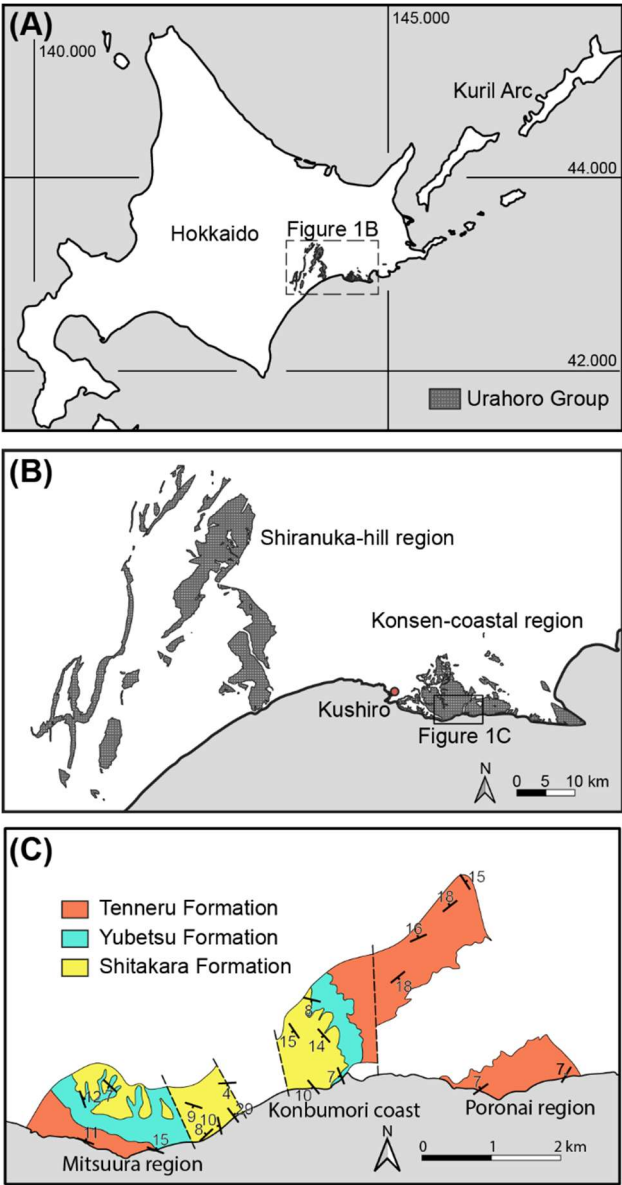 (A)
140.000
145.000
Kuril Arc
44.000
Figure 1B
Hokkaido
42.000
Urahoro Group
(B)
Shiranuka-hill region
Konsen-coastal region
Kushiro
Figure 1C
N
0 5 10 km
(C)
Tenneru Formation
Yubetsu Formation
Shitakara Formation
15
18
16
18
8
15
14
7
10
12
4
9
8
10
29
11
15
7
7
Konbumori coast
Poronai region
Mitsuura region
N
0 1 2 km